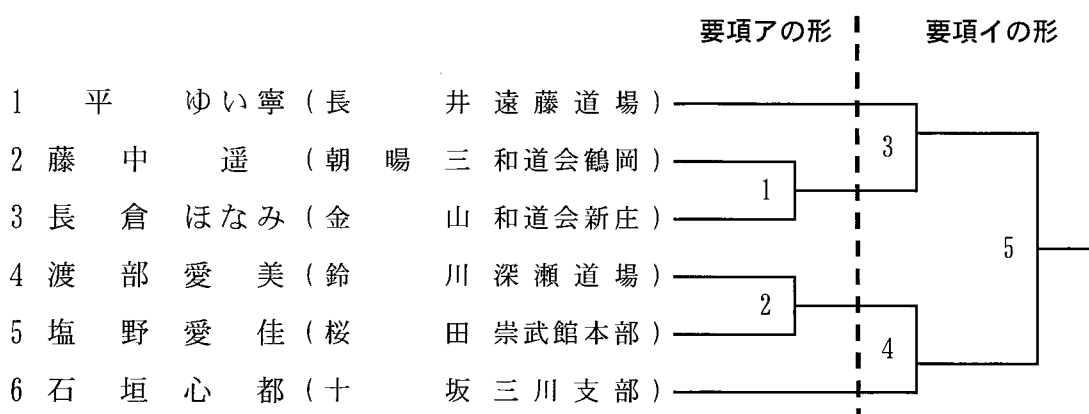 要項アの形 要項イの形
1 平 ゆい寧 (長 井 遠藤道場)
2 藤中 遥 (朝暘三 和道会鶴岡)
3 長倉ほなみ (金 山 和道会新庄)
4 渡部愛美 (鈴 川 深瀬道場)
5 塩野愛佳 (桜 田 崇武館本部)
6 石垣心都 (十 坂 三川支部)
1
2
3
4
5